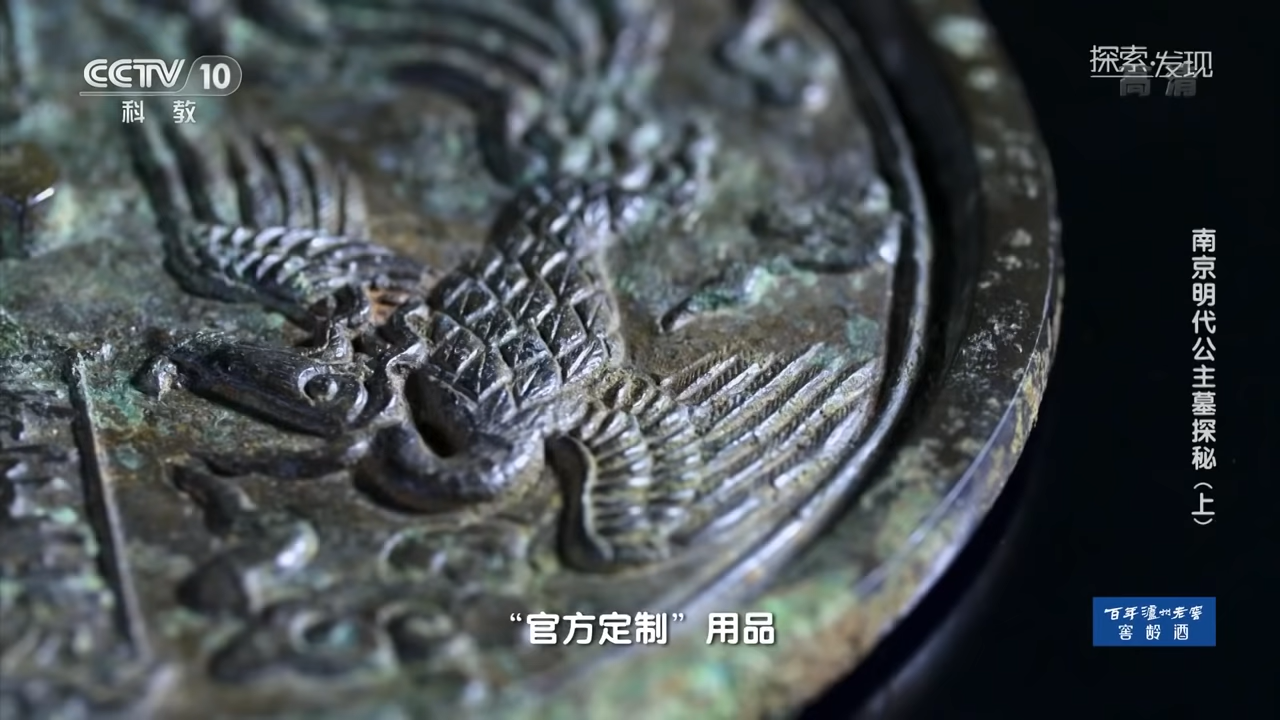 CCTV 10
科教
探索·发现
高清
南京明代公主墓探秘（上）
“官方定制”用品
百年泸州老窖
窖龄酒